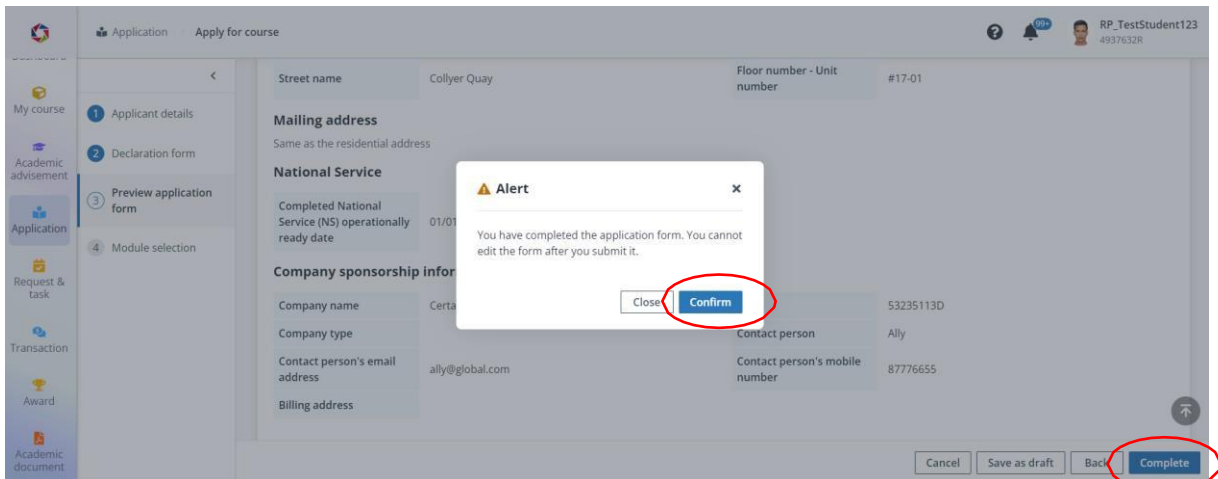 Application
Apply for course
99+
RP_TestStudent123
4937632R
My course
Academic
advisement
Application
Request &
task
Transaction
Award
Academic
document
1 Applicant details
2 Declaration form
3 Preview application
form
4 Module selection
Street name
Collyer Quay
Floor number - Unit
number
#17-01
Mailing address
Same as the residential address
National Service
Completed National
Service (NS) operationally
ready date
01/01
Company sponsorship infor
Company name
Certa
53235113D
Company type
Contact person
Ally
Contact person's email
address
ally@global.com
Contact person's mobile
number
87776655
Billing address
Alert
You have completed the application form. You cannot
edit the form after you submit it.
Close
Confirm
Cancel
Save as draft
Back
Complete